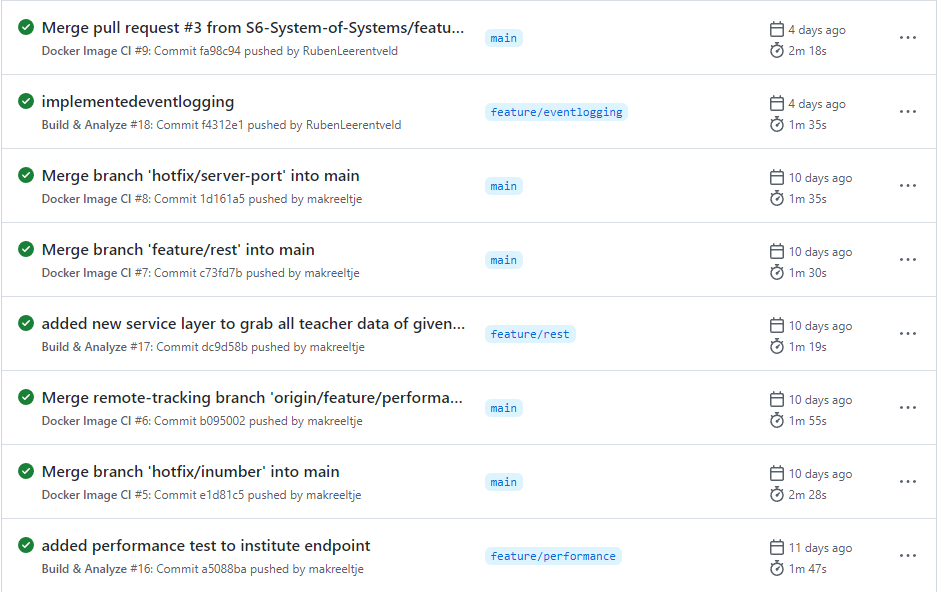 Merge pull request #3 from S6-System-of-Systems/featu...
main
4 days ago
Docker Image CI #9: Commit fa98c94 pushed by RubenLeerentveld
2m 18s
implementedeventlogging
feature/eventlogging
4 days ago
Build & Analyze #18: Commit f4312e1 pushed by RubenLeerentveld
1m 35s
Merge branch 'hotfix/server-port' into main
main
10 days ago
Docker Image CI #8: Commit 1d161a5 pushed by makreeltje
1m 35s
Merge branch 'feature/rest' into main
main
10 days ago
Docker Image CI #7: Commit c73fd7b pushed by makreeltje
1m 30s
added new service layer to grab all teacher data of given...
feature/rest
10 days ago
Build & Analyze #17: Commit dc9d58b pushed by makreeltje
1m 19s
Merge remote-tracking branch 'origin/feature/performa...
main
10 days ago
Docker Image CI #6: Commit b095002 pushed by makreeltje
1m 55s
Merge branch 'hotfix/inumber' into main
main
10 days ago
Docker Image CI #5: Commit e1d81c5 pushed by makreeltje
2m 28s
added performance test to institute endpoint
feature/performance
11 days ago
Build & Analyze #16: Commit a5088ba pushed by makreeltje
1m 47s